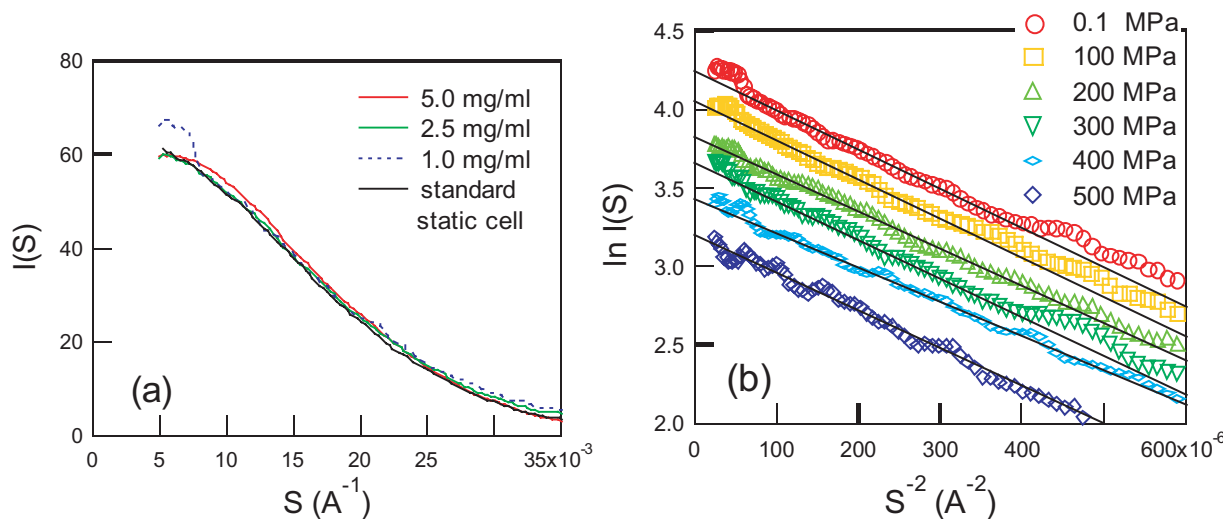 80
60
40
20
0
I(S)
5.0 mg/ml
2.5 mg/ml
1.0 mg/ml
standard
static cell
(a)
0 5 10 15 20 25 35x10⁻³
S (A⁻¹)
4.5
4.0
3.5
3.0
2.5
2.0
ln I(S)
0.1 MPa
100 MPa
200 MPa
300 MPa
400 MPa
500 MPa
(b)
0 100 200 300 400 600x10⁻⁶
S⁻² (A⁻²)